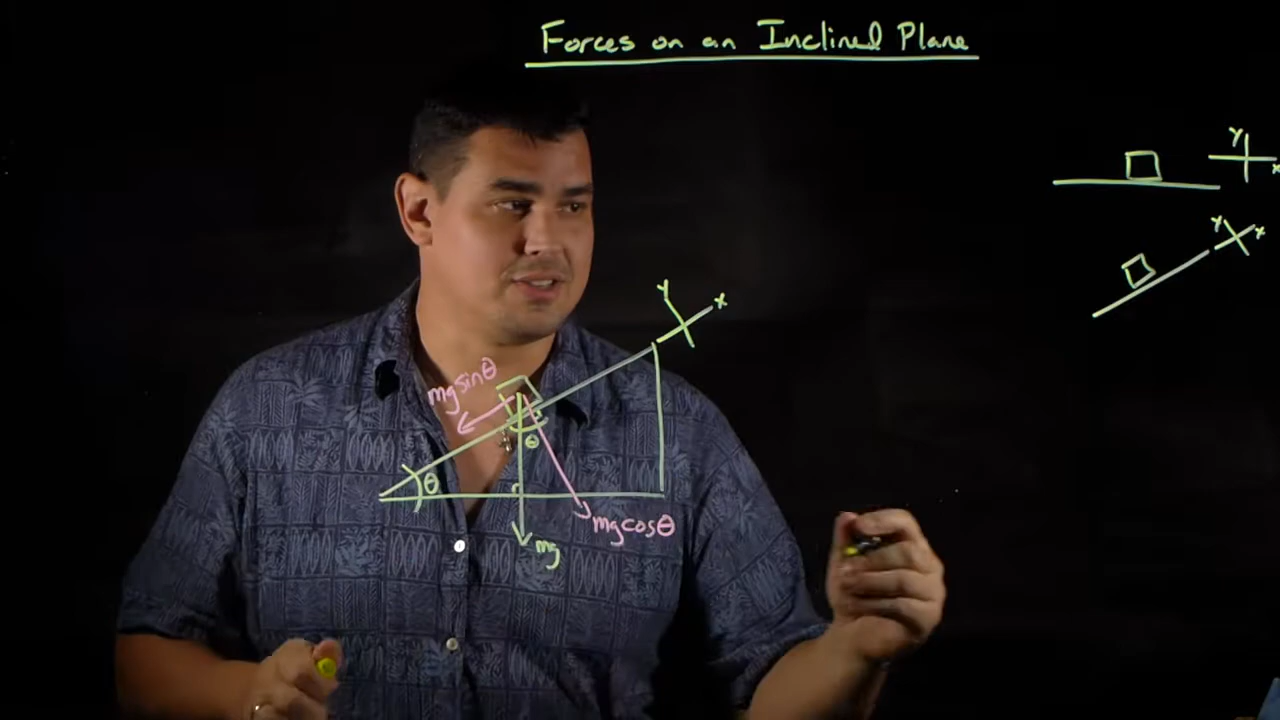 Forces on an Inclined Plane
y
x
y
x
y
x
mg sinθ
θ
θ
mg cosθ
mg